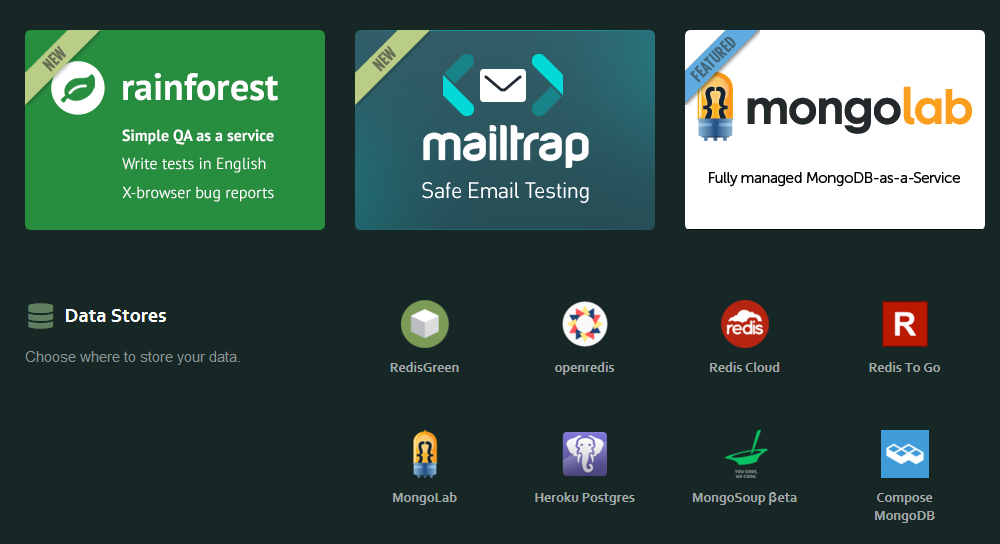 NEW
rainforest
Simple QA as a service
Write tests in English
X-browser bug reports
NEW
mailtrap
Safe Email Testing
FEATURED
mongolab
Fully managed MongoDB-as-a-Service
Data Stores
Choose where to store your data.
RedisGreen
openredis
redis
Redis Cloud
R
Redis To Go
MongoLab
Heroku Postgres
YOU COOK,
WE COOK.
MongoSoup βeta
Compose
MongoDB